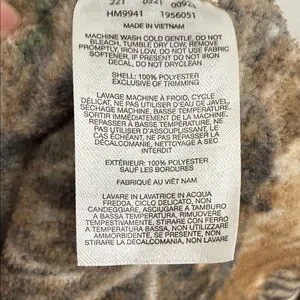 221 0321 0092
HM9941 1956051
MADE IN VIETNAM
MACHINE WASH COLD GENTLE, DO NOT
BLEACH, TUMBLE DRY LOW, REMOVE
PROMPTLY, IRON LOW, DO NOT USE FABRIC
SOFTENER, IF PRESENT DO NOT IRON
DECAL, DO NOT DRYCLEAN
SHELL: 100% POLYESTER
EXCLUSIVE OF TRIMMING
LAVAGE MACHINE À FROID, CYCLE
DÉLICAT, NE PAS UTILISER D'EAU DE JAVEL,
SÉCHAGE TAMBOUR, BASSE TEMPÉRATURE,
SORTIR IMMÉDIATEMENT DE LA MACHINE,
REPASSAGE À BASSE TEMPÉRATURE, NE
PAS UTILISER D'ADOUCISSANT, LE
CAS ÉCHÉANT, NE PAS REPASSER LA
DÉCALCOMANIE, NETTOYAGE À SEC
INTERDIT
EXTÉRIEUR: 100% POLYESTER
SAUF LES BORDURES
FABRIQUÉ AU VIÊT NAM
LAVARE IN LAVATRICE IN ACQUA
FREDDA, CICLO DELICATO, NON
CANDEGGIARE, ASCIUGARE A TAMBURO
A BASSA TEMPERATURA, RIMUOVERE
TEMPESTIVAMENTE, STIRARE CON FERRO
A TEMPERATURA BASSA, NON UTILIZZARE
AMMORBIDENTE, SE PRESENTE, NON
STIRARE LA DECALCOMANIA, NON LAVARE